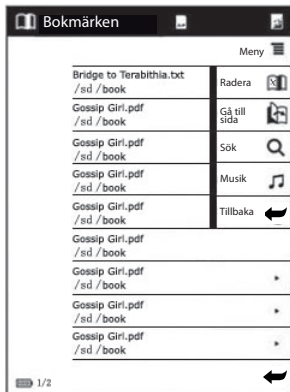 Bokmärken
Meny
Bridge to Terabithia.txt
/sd /book
Gossip Girl.pdf
/sd /book
Gossip Girl.pdf
/sd /book
Gossip Girl.pdf
/sd /book
Gossip Girl.pdf
/sd /book
Gossip Girl.pdf
/sd /book
Gossip Girl.pdf
/sd /book
Gossip Girl.pdf
/sd /book
Gossip Girl.pdf
/sd /book
Radera
Gå till
sida
Sök
Musik
Tillbaka
1/2